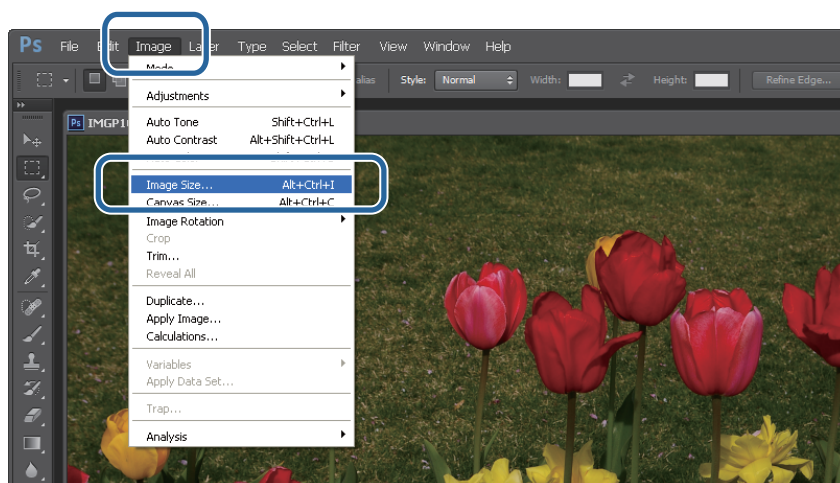 Ps File Edit Image Layer Type Select Filter View Window Help
Style: Normal Width: Height: Refine Edge...
Mode
Adjustments
Ps
Auto Tone Shift+Ctrl+L
Auto Contrast Alt+Shift+Ctrl+L
Image Size... Alt+Ctrl+I
Canvas Size... Alt+Ctrl+C
Image Rotation
Crop
Trim...
Reveal All
Duplicate...
Apply Image...
Calculations...
Variables
Apply Data Set...
Trap...
Analysis